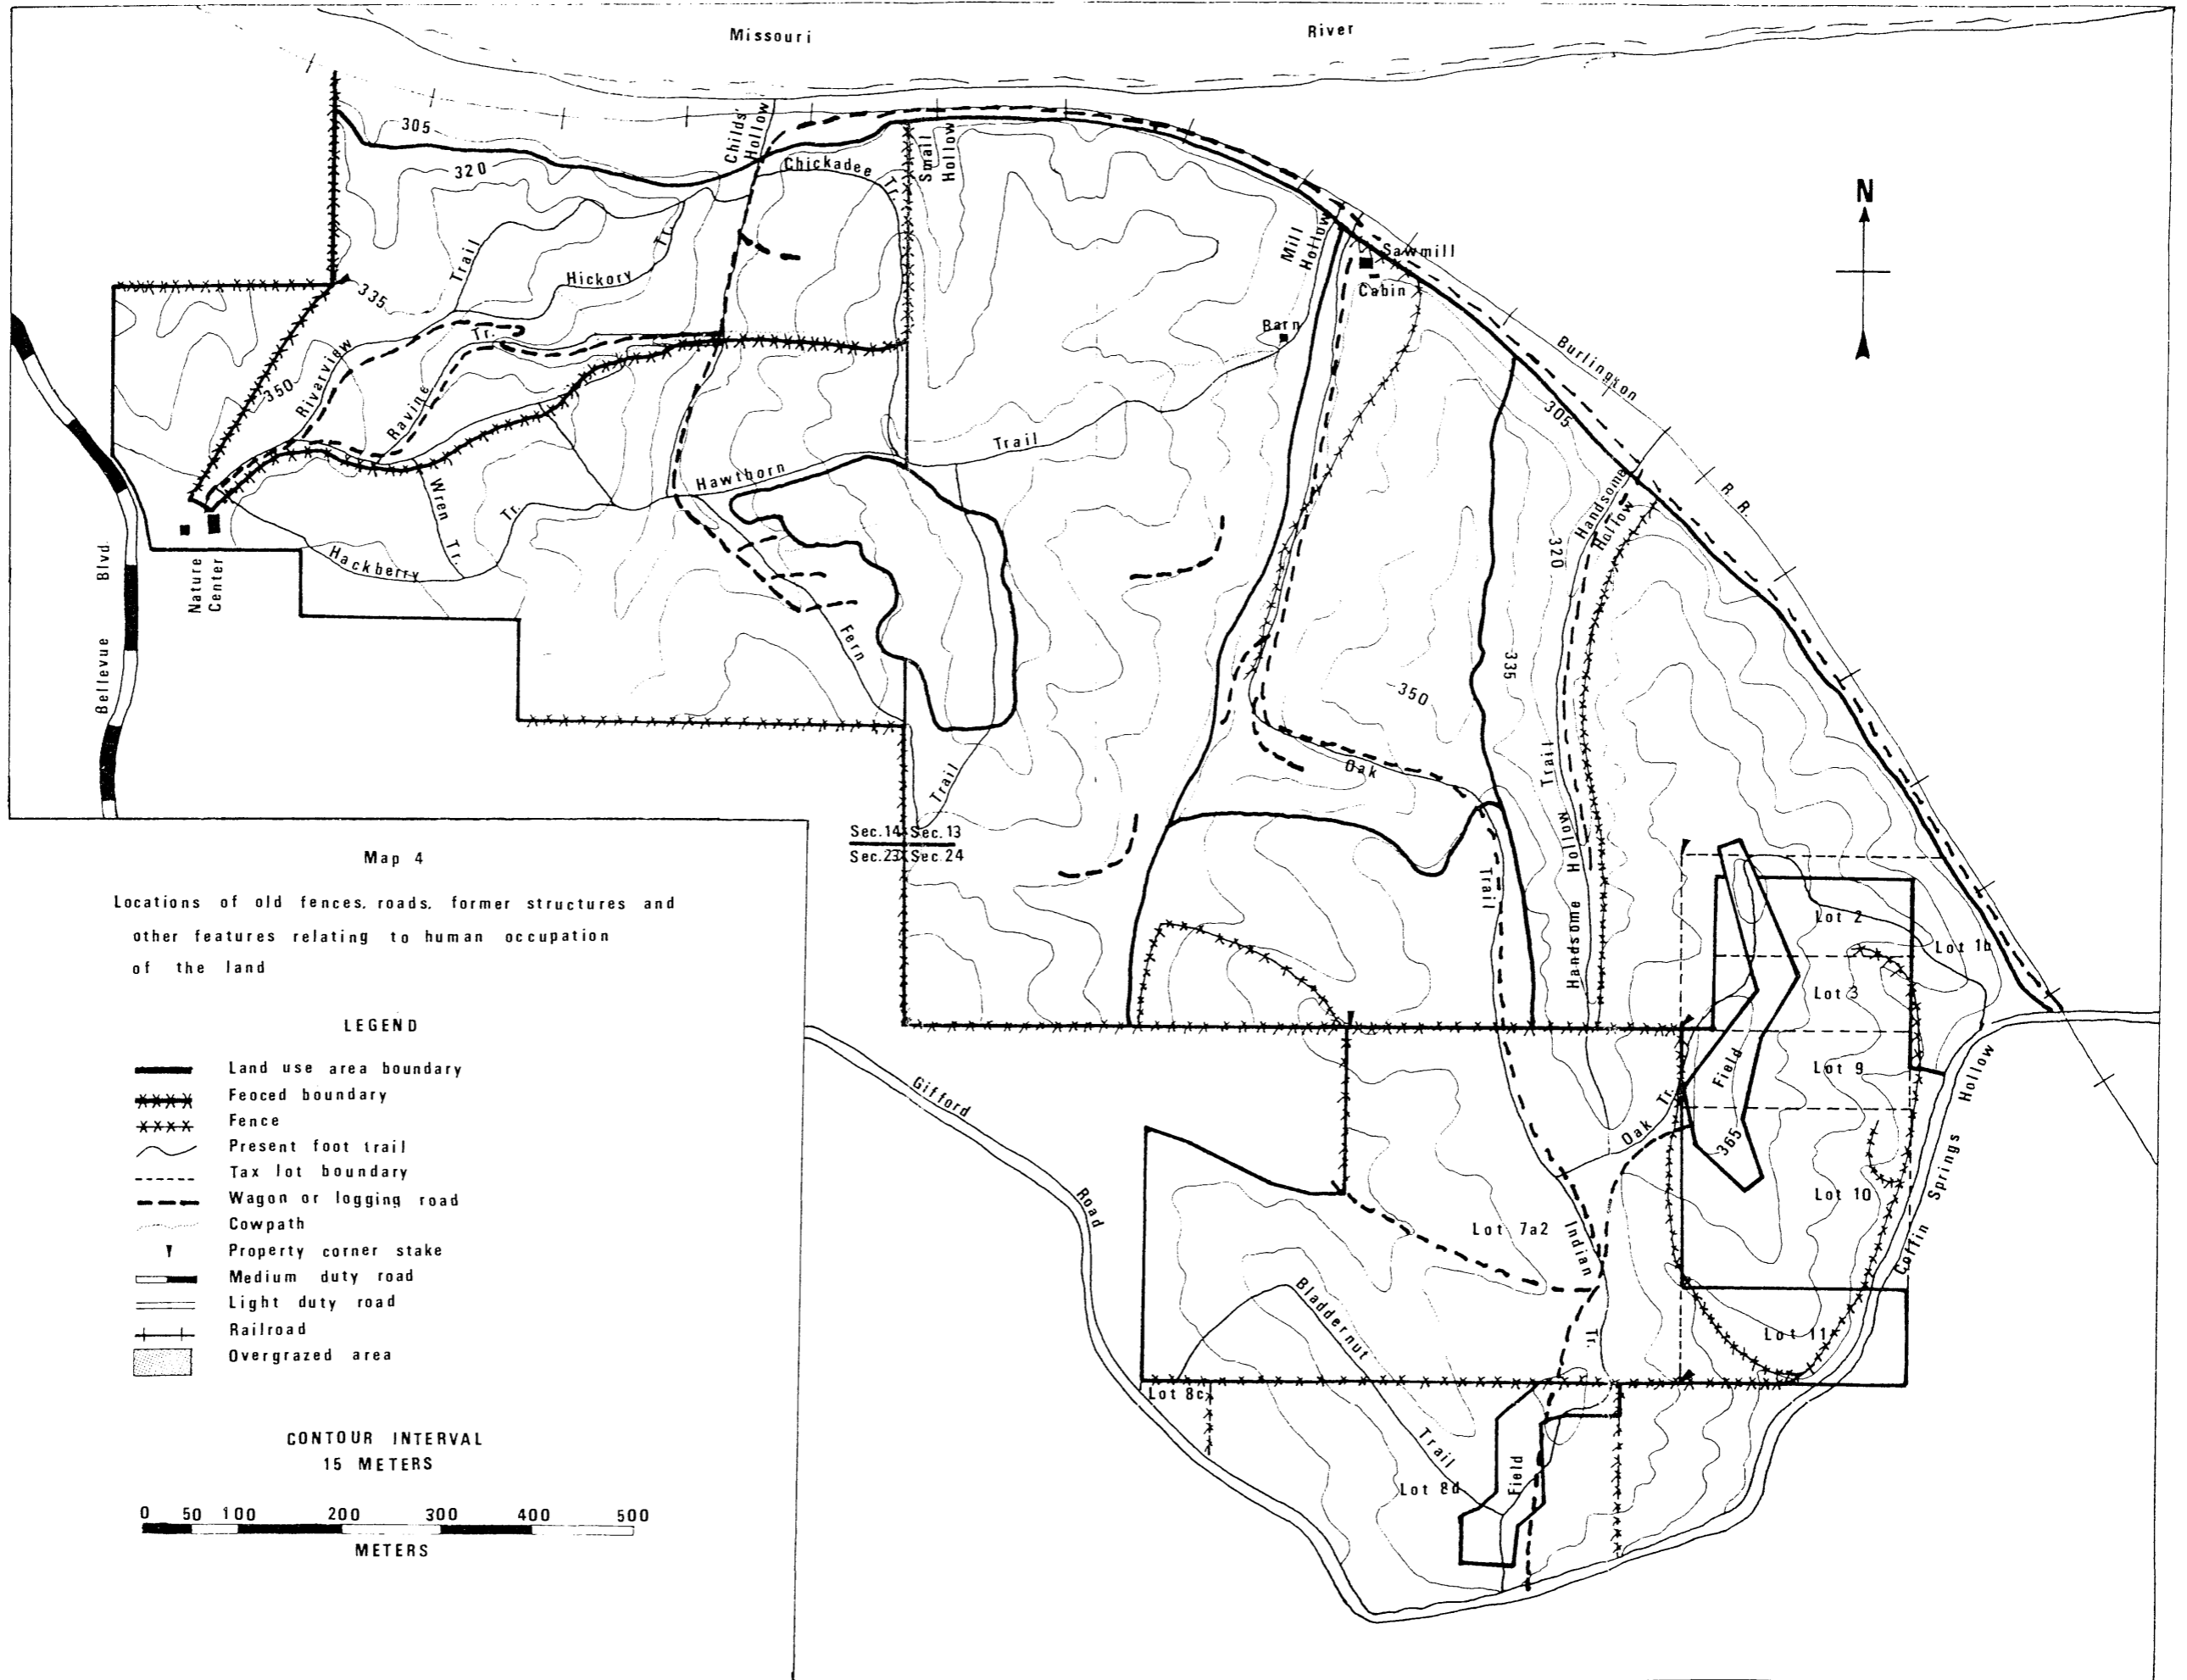 Missouri River
Childs'
Hollow
Small
Hollow
305
320
Chickadee Tr.
N
Mill
Hollow
Sawmill
Cabin
Barn
Trail
Tr.
Hickory
335
Burlington R. R.
305
350
Riverview
Tr.
Ravine
Hawthorn Trail
Wren Tr.
Tr.
Hackberry
Nature
Center
Bellevue Blvd.
Fern Trail
Handsome
Hollow
320
335
350
Oak Trail
Handsome Hollow Trail
Sec. 14 Sec. 13
Sec. 23 Sec. 24
Map 4
Locations of old fences, roads, former structures and
other features relating to human occupation
of the land
LEGEND
Land use area boundary
Feoced boundary
Fence
Present foot trail
Tax lot boundary
Wagon or logging road
Cowpath
Property corner stake
Medium duty road
Light duty road
Railroad
Overgrazed area
CONTOUR INTERVAL
15 METERS
0 50 100 200 300 400 500
METERS
Lot 2
Lot 1b
Lot 3
Lot 9
Lot 10
Lot 11
Field
365
Oak Tr.
Coffin Springs Hollow
Gifford Road
Lot 7a2
Indian Tr.
Bladdernut Trail
Lot 8c
Lot 8d
Field